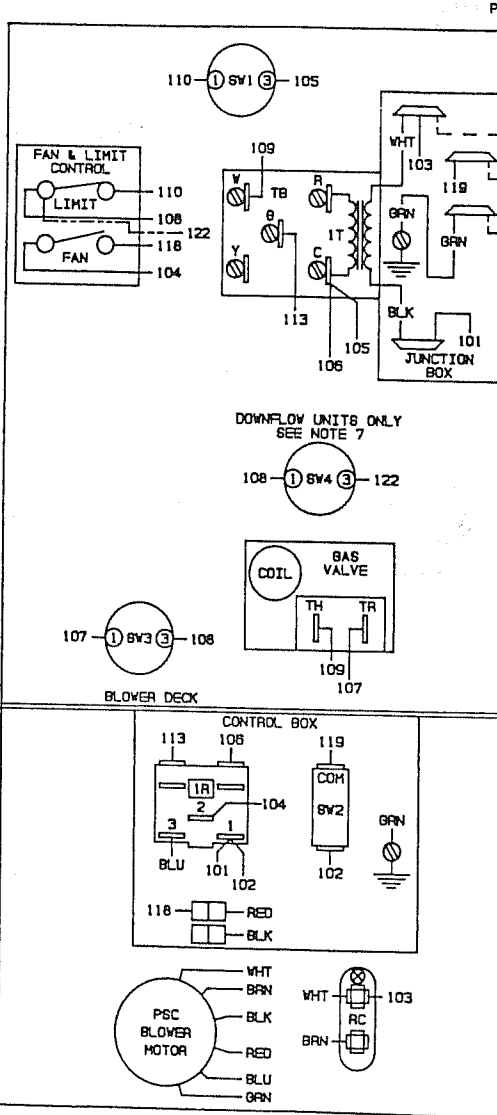 P
110 1 SW1 3 105
FAN & LIMIT
CONTROL
LIMIT
110
108
122
118
FAN
104
109
W
TB
R
G
1T
Y
C
113
106
105
WHT
103
119
GRN
GRN
BLK
101
JUNCTION
BOX
DOWNFLOW UNITS ONLY
SEE NOTE 7
108 1 SW4 3 122
COIL
GAS
VALVE
TH
TR
109
107
107 1 SW3 3 108
BLOWER DECK
CONTROL BOX
113
106
1R
2
104
3
1
BLU
101
102
119
COM
SW2
102
GRN
118
RED
BLK
PSC
BLOWER
MOTOR
WHT
BRN
BLK
RED
BLU
GRN
WHT
103
RC
BRN